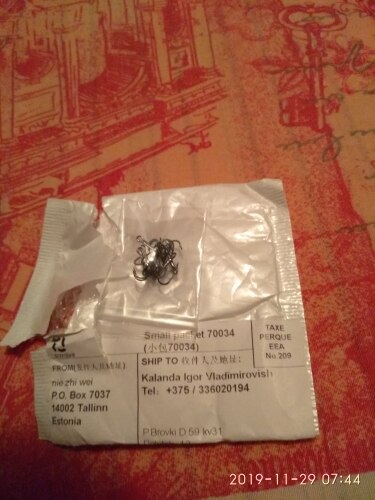 Small packet 70034
(小包70034)
TAXE
PERQUE
EEA
No.209
FROM
nie zhi wei
P.O. Box 7037
14002 Tallinn
Estonia
SHIP TO 收件人及地址:
Kalanda Igor Vladimirovish
Tel: +375 / 336020194
P.Brovki D 59 kv31
2019-11-29 07:44